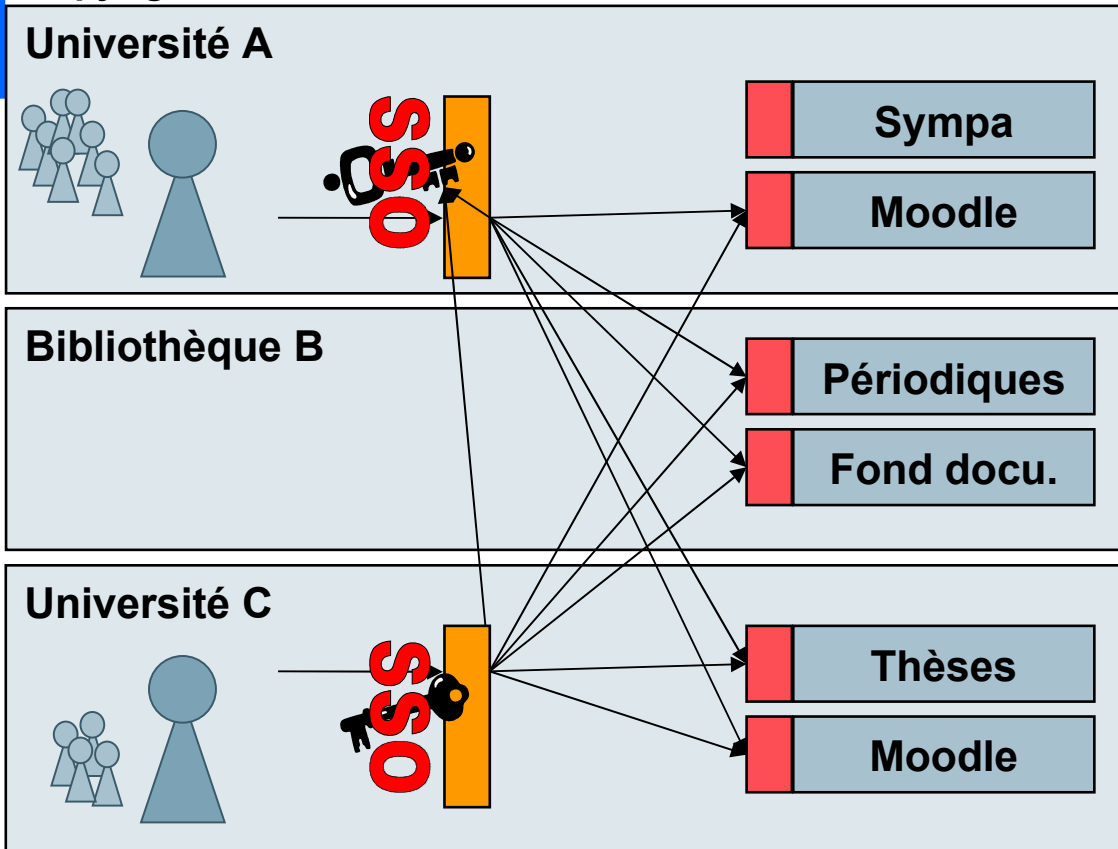 Université A
SSO
Sympa
Moodle
Bibliothèque B
Périodiques
Fond docu.
Université C
SSO
Thèses
Moodle